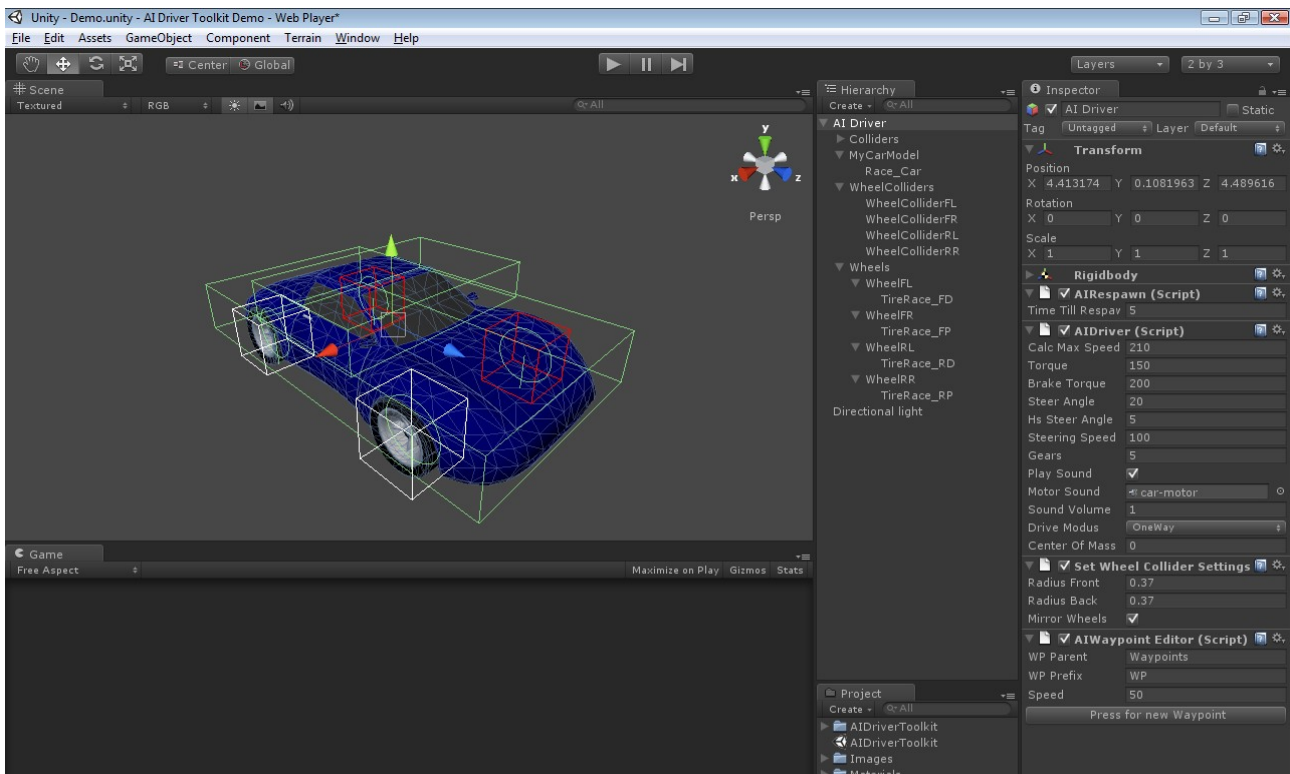 Unity - Demo.unity - AI Driver Toolkit Demo - Web Player*
File Edit Assets GameObject Component Terrain Window Help
Center Global
Layers 2 by 3
Scene
Textured RGB All
y
x z
Persp
Game
Free Aspect Maximize on Play Gizmos Stats
Hierarchy
Create All
AI Driver
Colliders
MyCarModel
Race_Car
WheelColliders
WheelColliderFL
WheelColliderFR
WheelColliderRL
WheelColliderRR
Wheels
WheelFL
TireRace_FD
WheelFR
TireRace_FP
WheelRL
TireRace_RD
WheelRR
TireRace_RP
Directional light
Project
Create All
AIDriverToolkit
AIDriverToolkit
Images
Materials
Inspector
AI Driver Static
Tag Untagged Layer Default
Transform
Position
X 4.413174 Y 0.1081963 Z 4.489616
Rotation
X 0 Y 0 Z 0
Scale
X 1 Y 1 Z 1
Rigidbody
AIRespawn (Script)
Time Till Respav 5
AIDriver (Script)
Calc Max Speed 210
Torque 150
Brake Torque 200
Steer Angle 20
Hs Steer Angle 5
Steering Speed 100
Gears 5
Play Sound
Motor Sound car-motor
Sound Volume 1
Drive Modus OneWay
Center Of Mass 0
Set Wheel Collider Settings
Radius Front 0.37
Radius Back 0.37
Mirror Wheels
AIWaypoint Editor (Script)
WP Parent Waypoints
WP Prefix WP
Speed 50
Press for new Waypoint